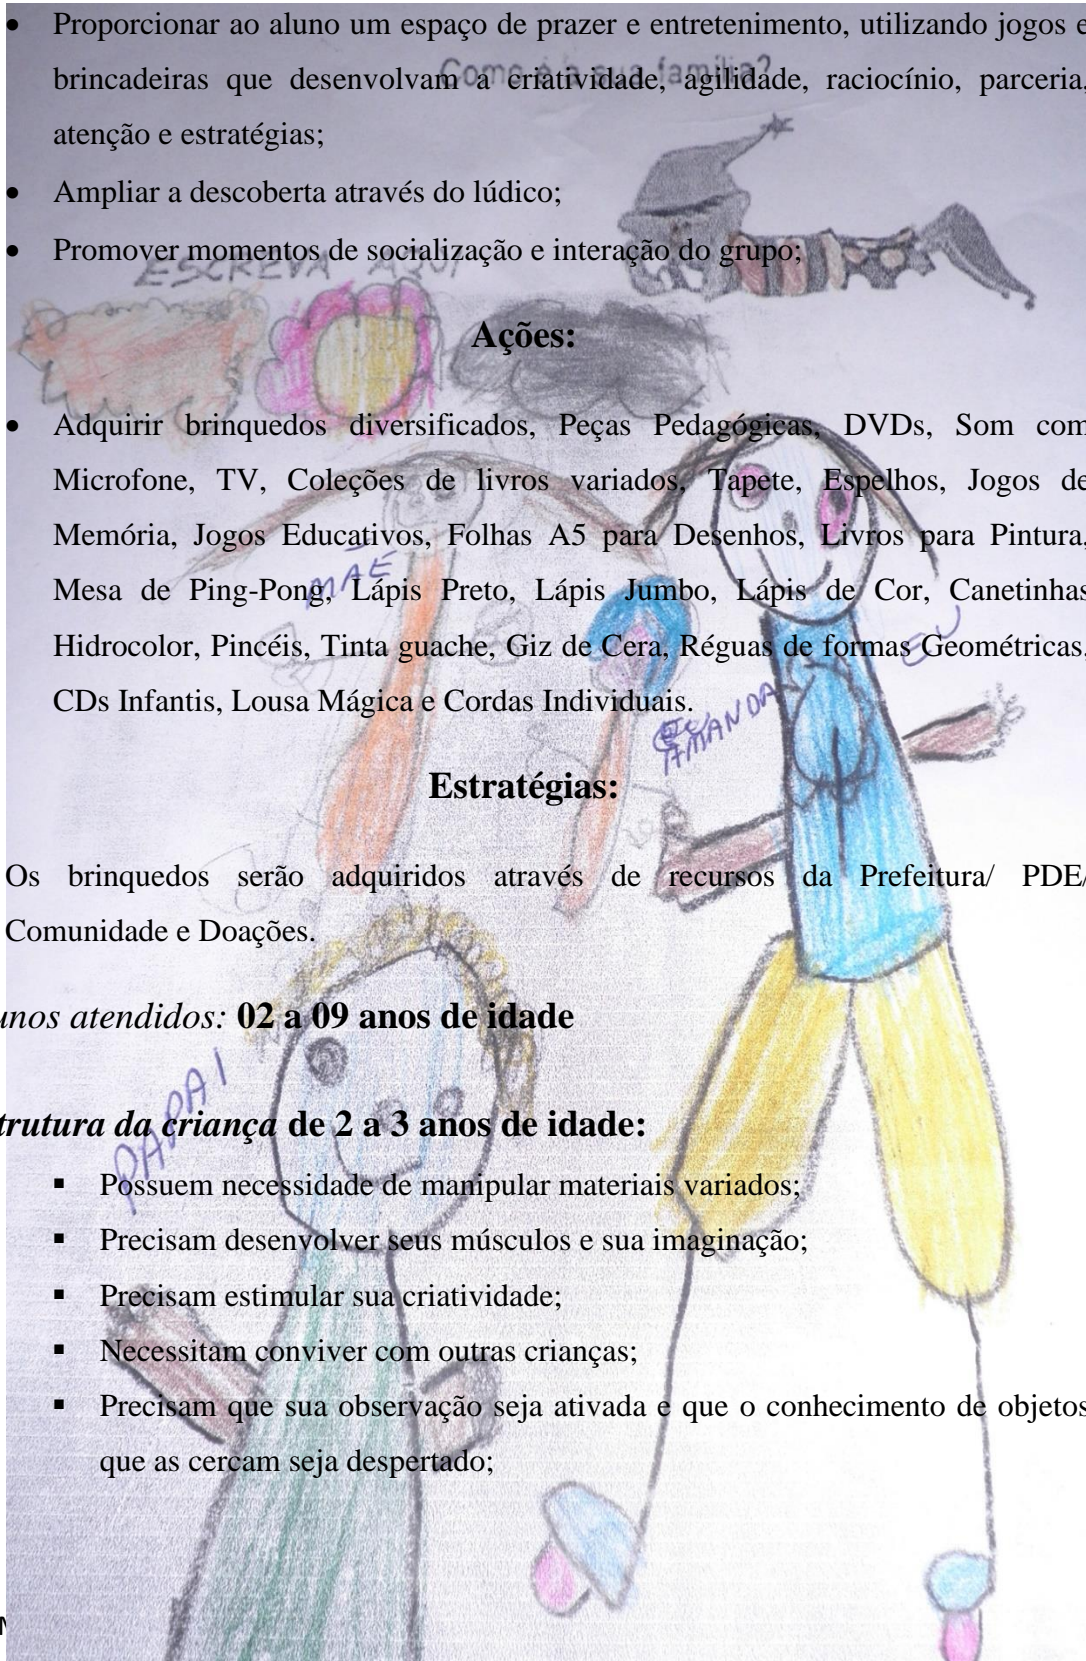 • Proporcionar ao aluno um espaço de prazer e entretenimento, utilizando jogos e
Como é a sua família?
brincadeiras que desenvolvam a criatividade, agilidade, raciocínio, parceria,
atenção e estratégias;
• Ampliar a descoberta através do lúdico;
• Promover momentos de socialização e interação do grupo;
ESCREVA AQUI
Ações:
• Adquirir brinquedos diversificados, Peças Pedagógicas, DVDs, Som com
Microfone, TV, Coleções de livros variados, Tapete, Espelhos, Jogos de
Memória, Jogos Educativos, Folhas A5 para Desenhos, Livros para Pintura,
MÃE
Mesa de Ping-Pong, Lápis Preto, Lápis Jumbo, Lápis de Cor, Canetinhas
Hidrocolor, Pincéis, Tinta guache, Giz de Cera, Réguas de formas Geométricas,
EU
CDs Infantis, Lousa Mágica e Cordas Individuais.
AMANDA
Estratégias:
Os brinquedos serão adquiridos através de recursos da Prefeitura/ PDE/
Comunidade e Doações.
unos atendidos: 02 a 09 anos de idade
PAPAI
trutura da criança de 2 a 3 anos de idade:
▪ Possuem necessidade de manipular materiais variados;
▪ Precisam desenvolver seus músculos e sua imaginação;
▪ Precisam estimular sua criatividade;
▪ Necessitam conviver com outras crianças;
▪ Precisam que sua observação seja ativada e que o conhecimento de objetos
que as cercam seja despertado;